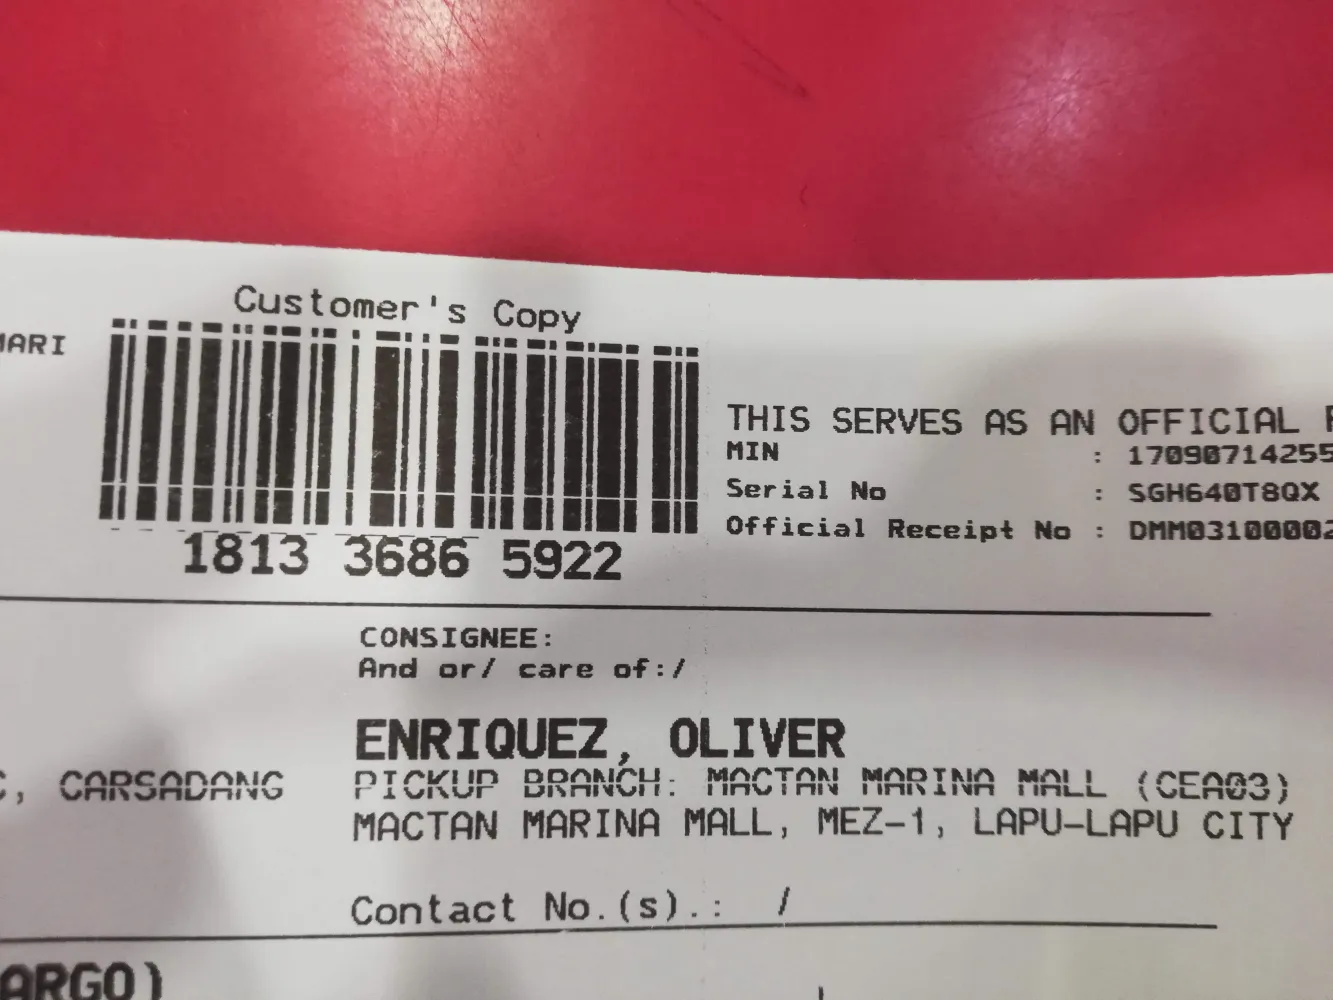 Customer's Copy
MARI
1813 3686 5922
THIS SERVES AS AN OFFICIAL
MIN : 17090714255
Serial No : SGH640T8QX
Official Receipt No : DMM03100002
CONSIGNEE:
And or/ care of:/
ENRIQUEZ, OLIVER
C, CARSADANG
PICKUP BRANCH: MACTAN MARINA MALL (CEA03)
MACTAN MARINA MALL, MEZ-1, LAPU-LAPU CITY
Contact No.(s).: /
ARGO)